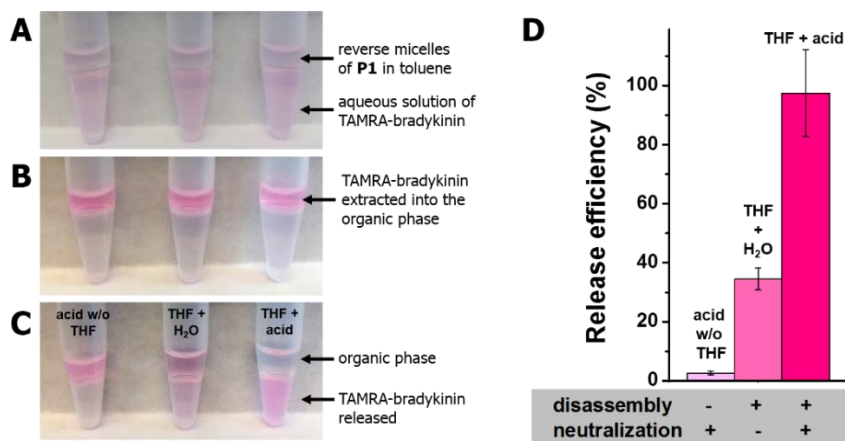 A
reverse micelles
of P1 in toluene
aqueous solution of
TAMRA-bradykinin
B
TAMRA-bradykinin
extracted into the
organic phase
C
acid w/o
THF
THF +
H₂O
THF +
acid
organic phase
TAMRA-bradykinin
released
D
Release efficiency (%)
100
80
60
40
20
0
acid
w/o
THF
THF
+
H₂O
THF + acid
disassembly - + +
neutralization + - +